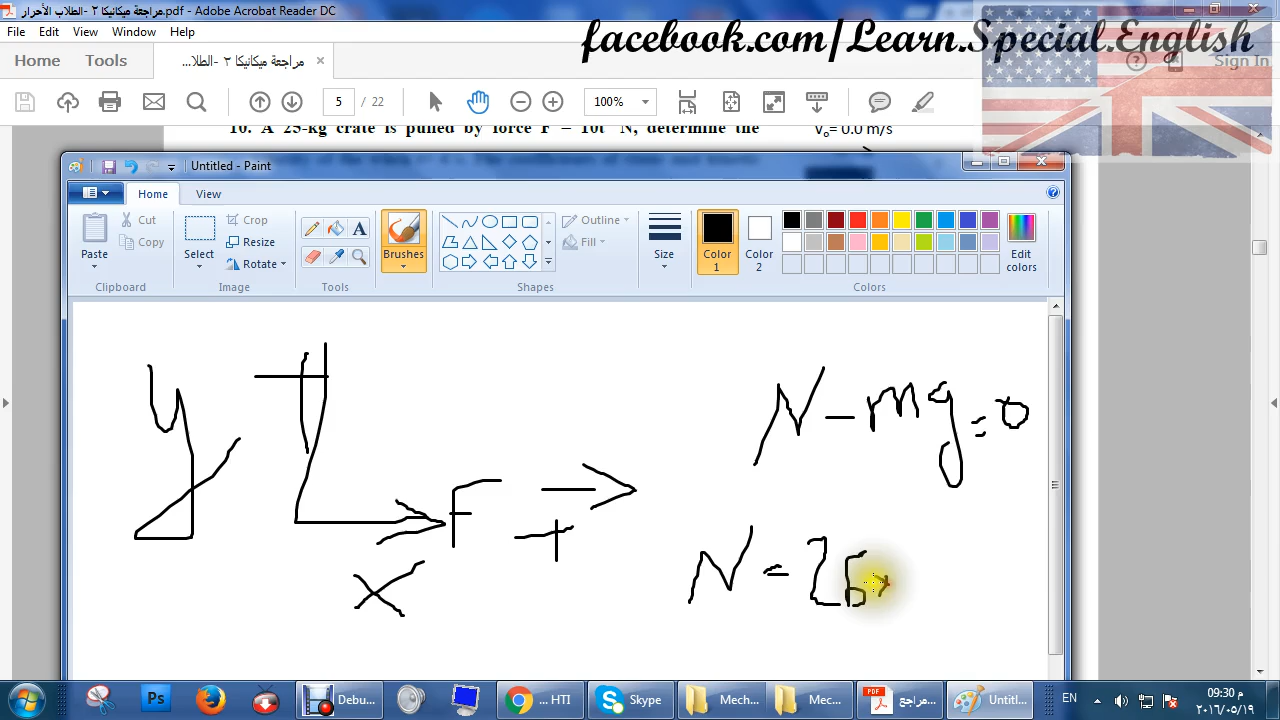 مراجعة ميكانيكا ٢ -الطلاب الأحرار.pdf - Adobe Acrobat Reader DC
facebook.com/Learn.Special.English
File Edit View Window Help
Home Tools مراجعة ميكانيكا ٢ -الطلا... × Sign In
5 / 22 100%
10. A 25-kg crate is pulled by force F = 10t N, determine the
Vo= 0.0 m/s
Untitled - Paint
Home View
Paste Cut Copy
Clipboard
Select Crop Resize Rotate
Image
Tools
Brushes
Shapes
Outline Fill
Size
Color 1
Color 2
Edit colors
Colors
y
F
+
x
N - mg = 0
N = 25
Debu...
... HTI
Skype
Mech...
Mec...
مراجع...
Untitl...
EN
09:30 م
٢٠١٦/٠٥/١٩